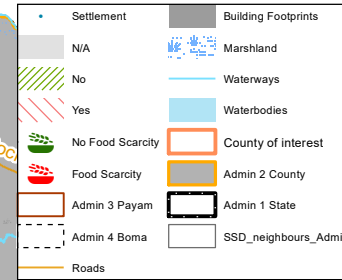 Settlement
N/A
No
Yes
No Food Scarcity
Food Scarcity
Admin 3 Payam
Admin 4 Boma
Roads
Building Footprints
Marshland
Waterways
Waterbodies
County of interest
Admin 2 County
Admin 1 State
SSD_neighbours_Admi